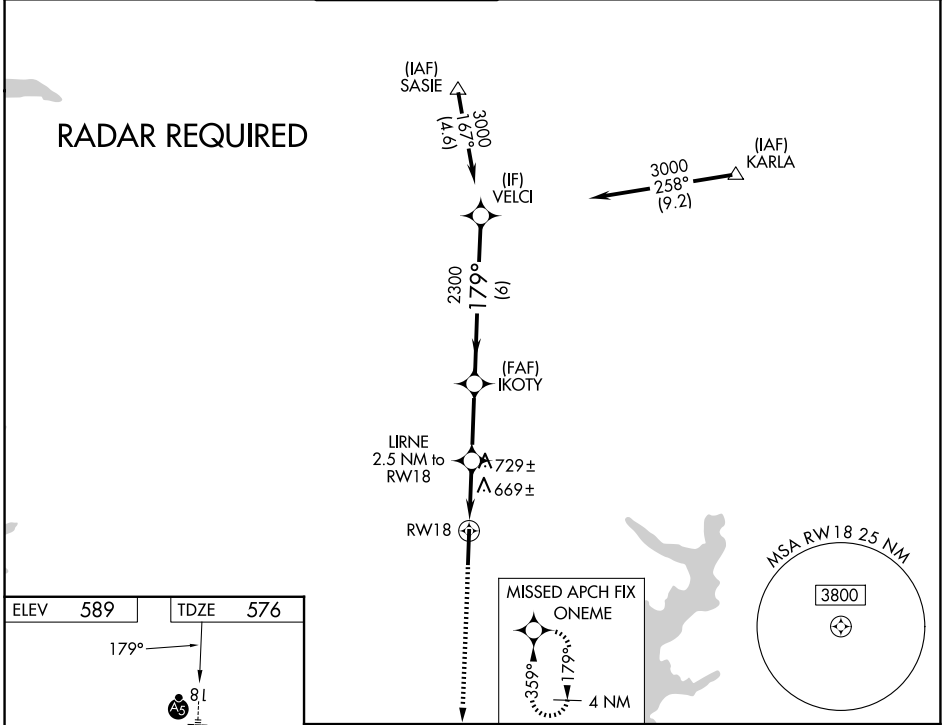 RADAR REQUIRED
(IAF)
SASIE
3000
167°
(4.6)
(IAF)
KARLA
3000
258°
(9.2)
(IF)
VELCI
2300
179°
(6)
(FAF)
IKOTY
LIRNE
2.5 NM to
RW18
729±
669±
RW18
MSA RW18 25 NM
3800
MISSED APCH FIX
ONEME
359°
179°
4 NM
ELEV 589
TDZE 576
179°
18
A5